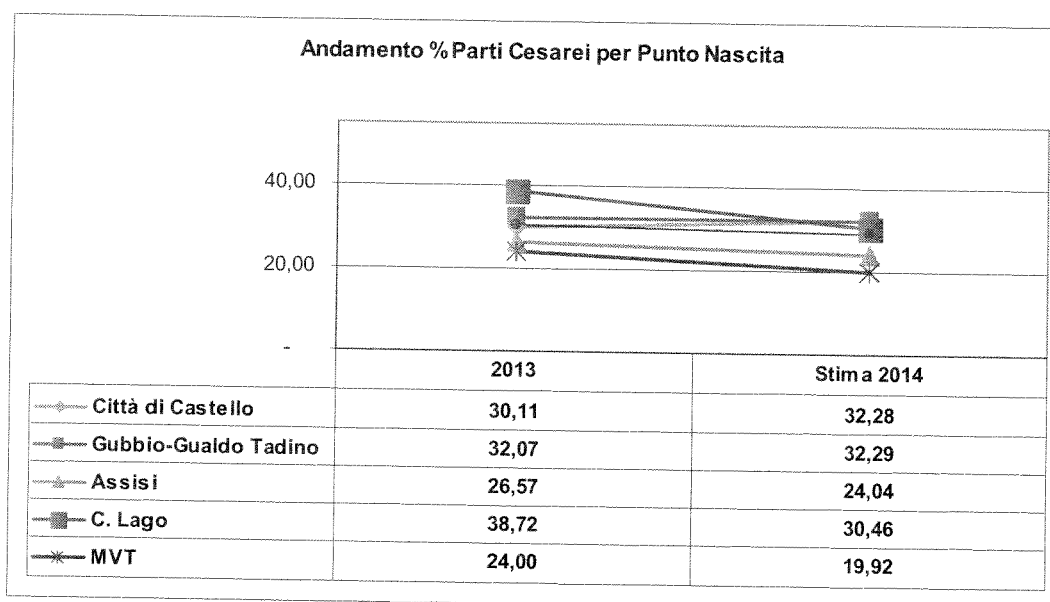 Andamento % Parti Cesarei per Punto Nascita
40,00
20,00
-
2013 Stima 2014
Città di Castello 30,11 32,28
Gubbio-Gualdo Tadino 32,07 32,29
Assisi 26,57 24,04
C. Lago 38,72 30,46
MVT 24,00 19,92